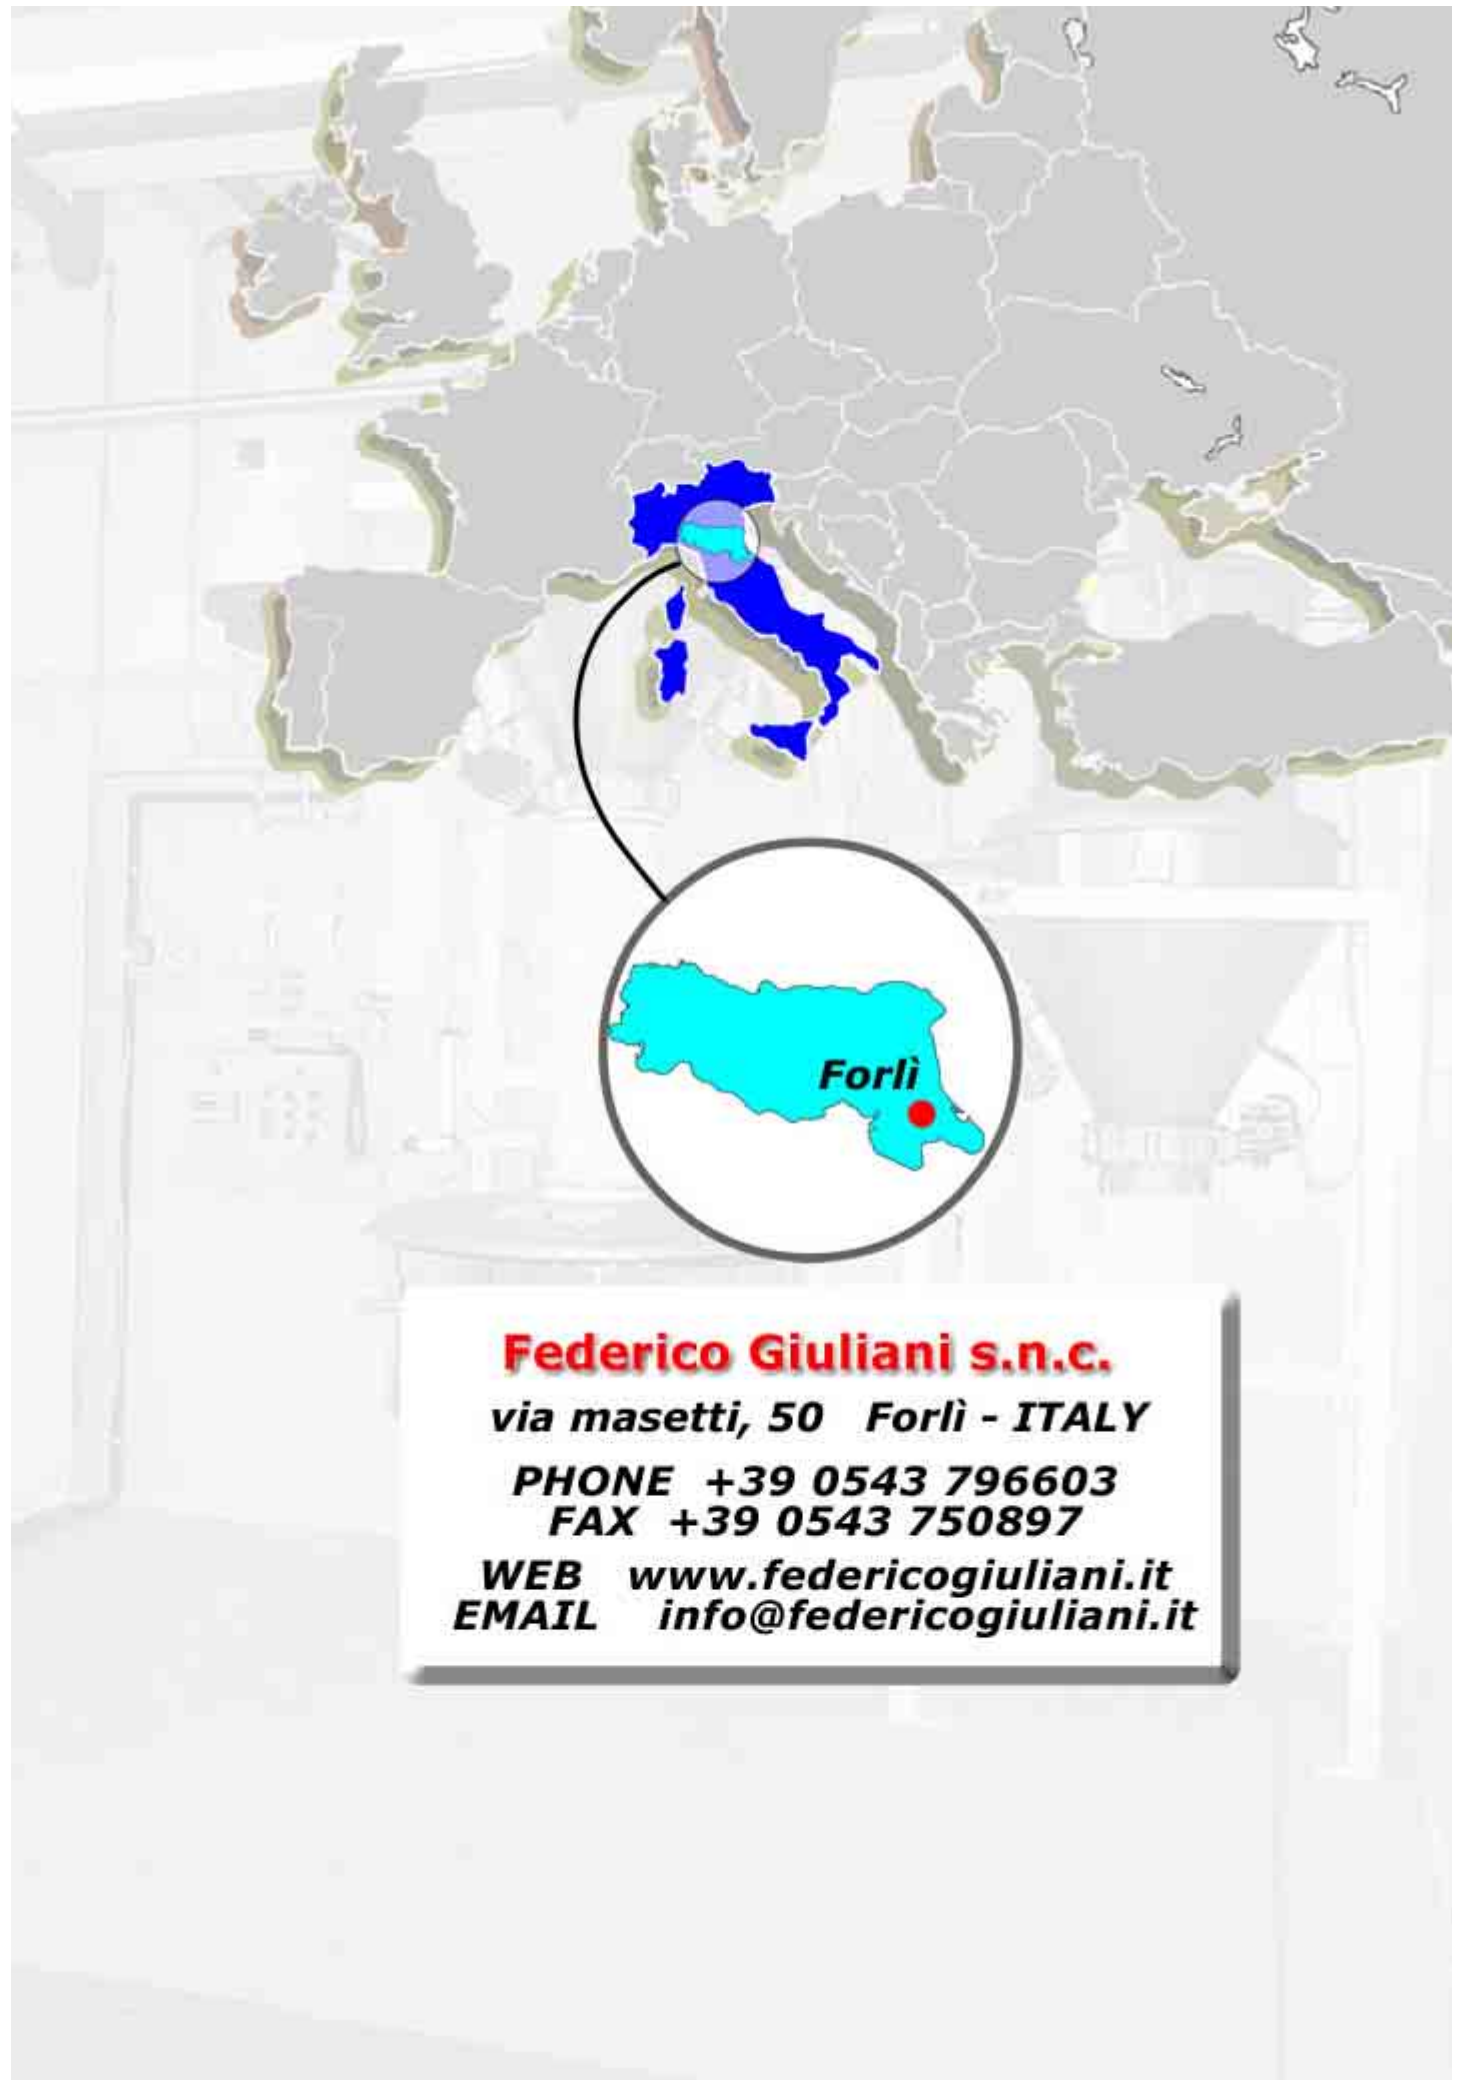 Forlì
Federico Giuliani s.n.c.
via masetti, 50 Forlì - ITALY
PHONE +39 0543 796603
FAX +39 0543 750897
WEB www.federicogiuliani.it
EMAIL info@federicogiuliani.it